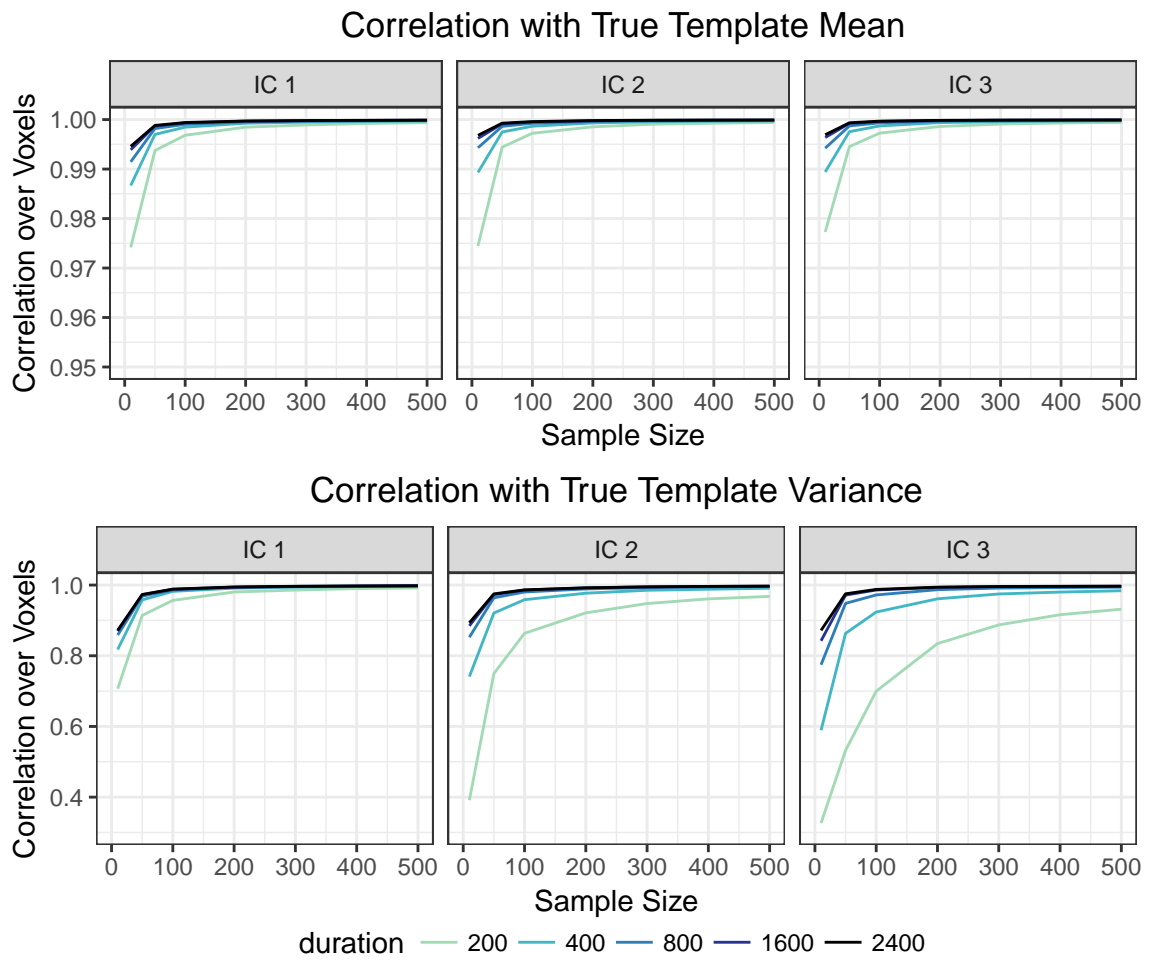 Correlation with True Template Mean
IC 1 IC 2 IC 3
Correlation over Voxels
1.00
0.99
0.98
0.97
0.96
0.95
0 100 200 300 400 500 0 100 200 300 400 500 0 100 200 300 400 500
Sample Size
Correlation with True Template Variance
IC 1 IC 2 IC 3
Correlation over Voxels
1.0
0.8
0.6
0.4
0 100 200 300 400 500 0 100 200 300 400 500 0 100 200 300 400 500
Sample Size
duration 200 400 800 1600 2400